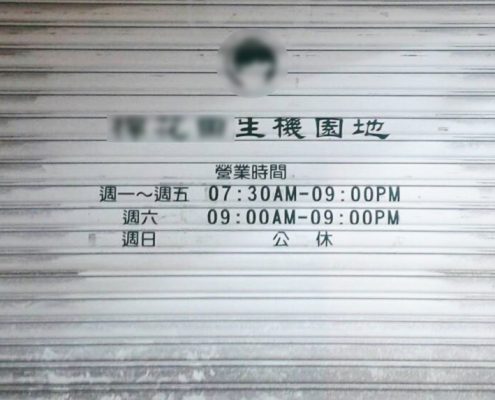 生機園地
營業時間
週一～週五 07:30AM-09:00PM
週六 09:00AM-09:00PM
週日 公 休